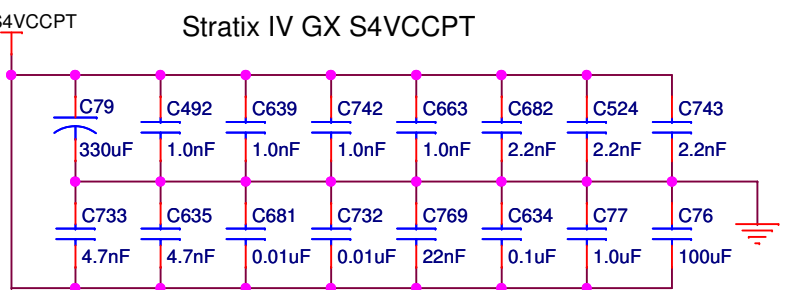 S4VCCPT
Stratix IV GX S4VCCPT
C79 C492 C639 C742 C663 C682 C524 C743
330uF 1.0nF 1.0nF 1.0nF 1.0nF 2.2nF 2.2nF 2.2nF
C733 C635 C681 C732 C769 C634 C77 C76
4.7nF 4.7nF 0.01uF 0.01uF 22nF 0.1uF 1.0uF 100uF